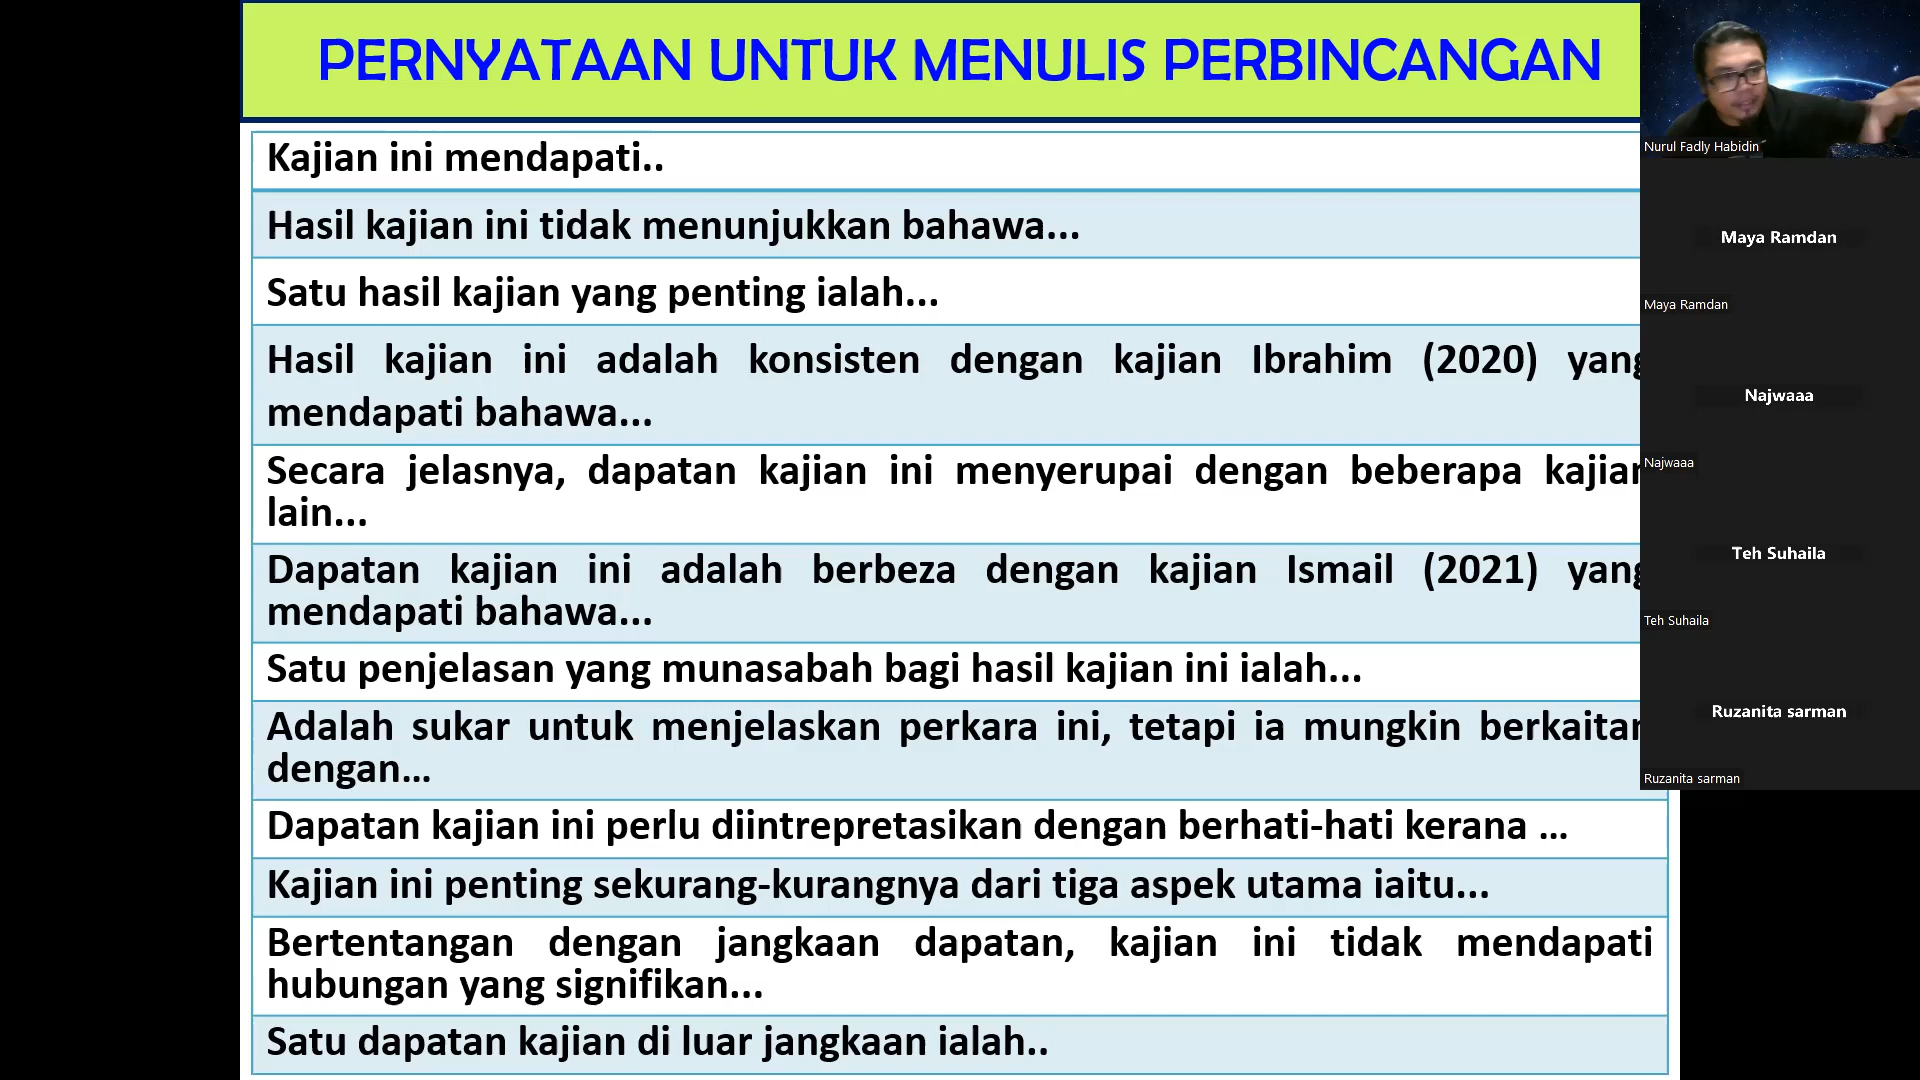 PERNYATAAN UNTUK MENULIS PERBINCANGAN
Kajian ini mendapati..
Hasil kajian ini tidak menunjukkan bahawa...
Satu hasil kajian yang penting ialah...
Hasil kajian ini adalah konsisten dengan kajian Ibrahim (2020) yang
mendapati bahawa...
Secara jelasnya, dapatan kajian ini menyerupai dengan beberapa kajian
lain...
Dapatan kajian ini adalah berbeza dengan kajian Ismail (2021) yang
mendapati bahawa...
Satu penjelasan yang munasabah bagi hasil kajian ini ialah...
Adalah sukar untuk menjelaskan perkara ini, tetapi ia mungkin berkaitan
dengan...
Dapatan kajian ini perlu diintrepretasikan dengan berhati-hati kerana ...
Kajian ini penting sekurang-kurangnya dari tiga aspek utama iaitu...
Bertentangan dengan jangkaan dapatan, kajian ini tidak mendapati
hubungan yang signifikan...
Satu dapatan kajian di luar jangkaan ialah..
Nurul Fadly Habidin
Maya Ramdan
Maya Ramdan
Najwaaa
Najwaaa
Teh Suhaila
Teh Suhaila
Ruzanita sarman
Ruzanita sarman